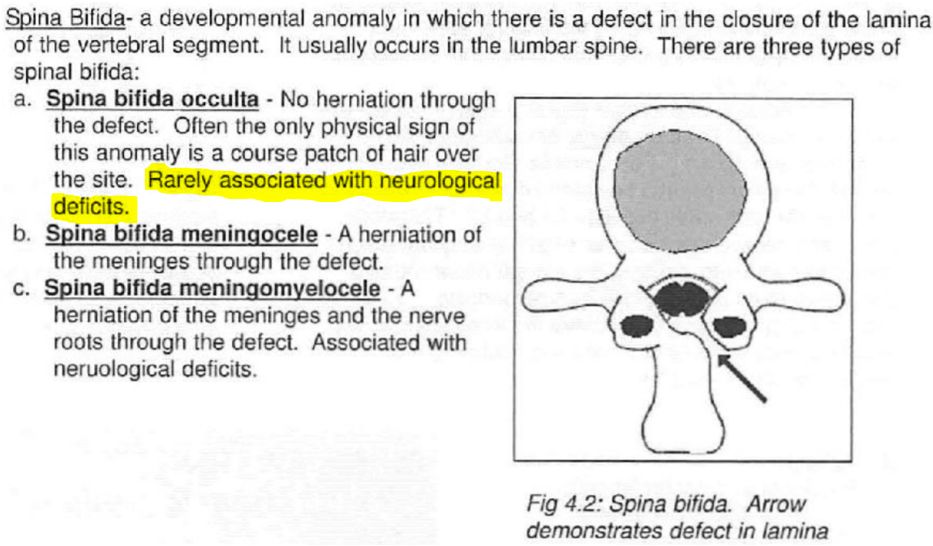 Spina Bifida- a developmental anomaly in which there is a defect in the closure of the lamina
of the vertebral segment. It usually occurs in the lumbar spine. There are three types of
spinal bifida:
a. Spina bifida occulta - No herniation through
the defect. Often the only physical sign of
this anomaly is a course patch of hair over
the site. Rarely associated with neurological
deficits.
b. Spina bifida meningocele - A herniation of
the meninges through the defect.
c. Spina bifida meningomyelocele - A
herniation of the meninges and the nerve
roots through the defect. Associated with
neruological deficits.
Fig 4.2: Spina bifida. Arrow
demonstrates defect in lamina